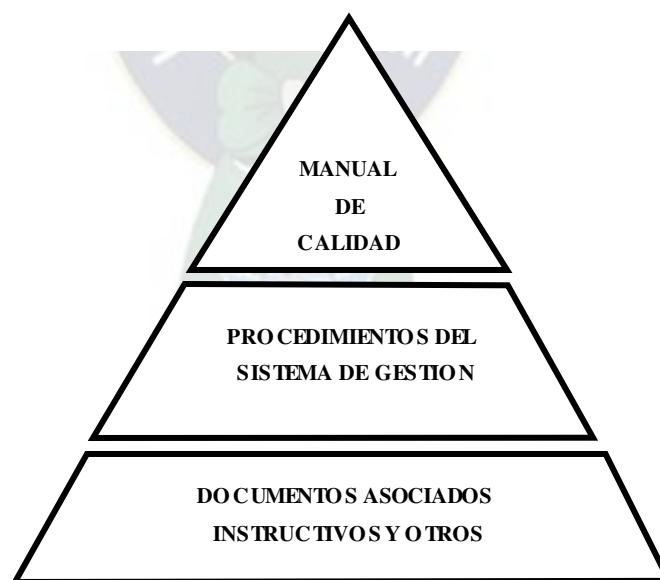 MANUAL
DE
CALIDAD
PROCEDIMIENTOS DEL
SISTEMA DE GESTION
DOCUMENTOS ASOCIADOS
INSTRUCTIVOS Y OTROS